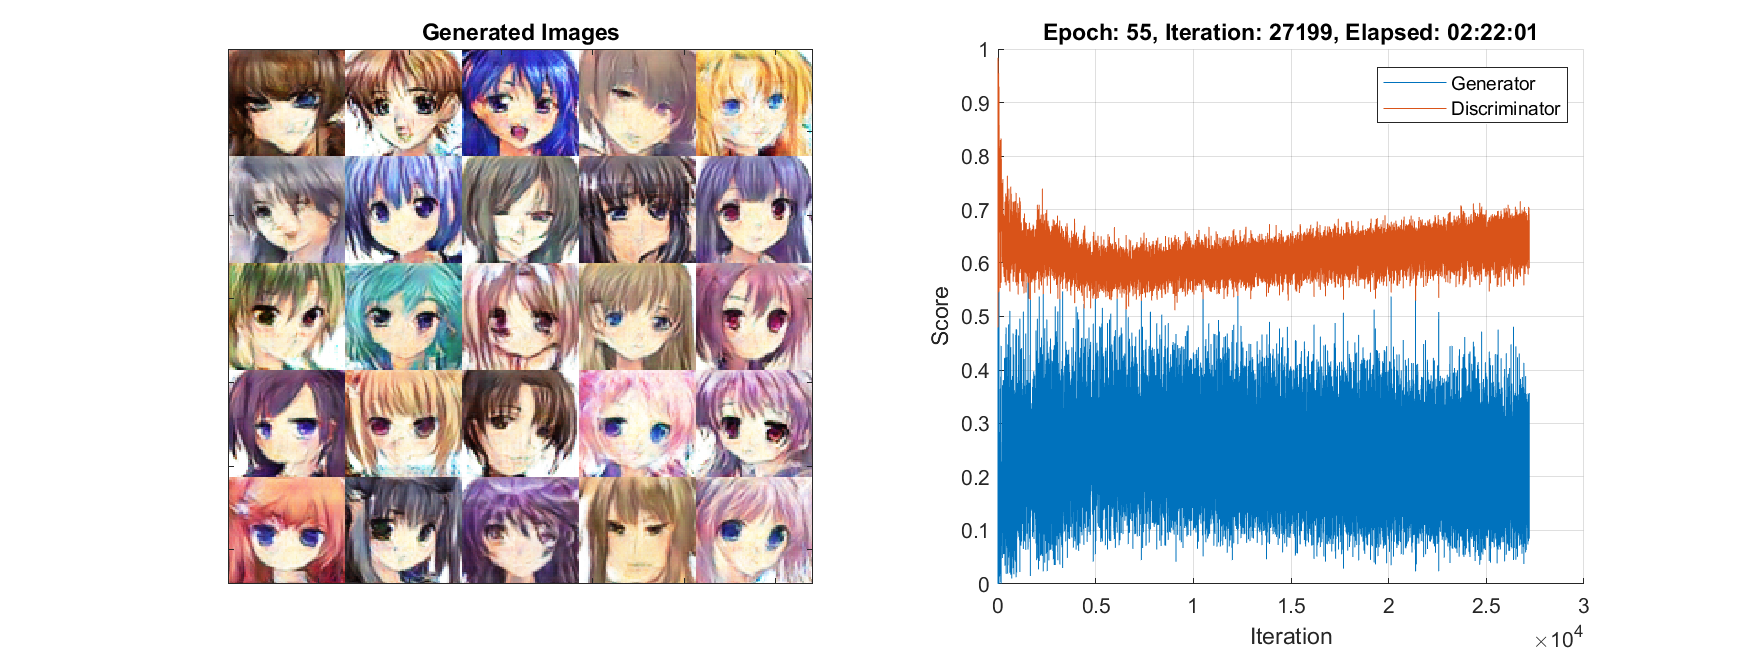 Generated Images
Epoch: 55, Iteration: 27199, Elapsed: 02:22:01
Generator
Discriminator
1
0.9
0.8
0.7
0.6
0.5
0.4
0.3
0.2
0.1
0
Score
0 0.5 1 1.5 2 2.5 3
Iteration
×10^4